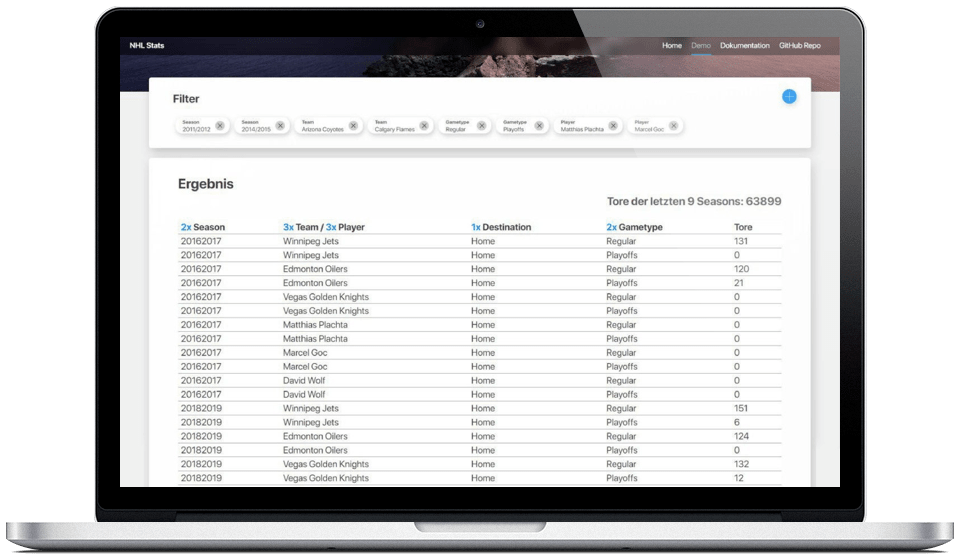 NHL Stats Home Demo Dokumentation GitHub Repo
Filter
Season Season Team Team Gametype Gametype Player Player
2011/2012 2014/2015 Arizona Coyotes Calgary Flames Regular Playoffs Matthias Plachta Marcel Goc
Ergebnis
Tore der letzten 9 Seasons: 63899
2x Season 3x Team / 3x Player 1x Destination 2x Gametype Tore
20162017 Winnipeg Jets Home Regular 131
20162017 Winnipeg Jets Home Playoffs 0
20162017 Edmonton Oilers Home Regular 120
20162017 Edmonton Oilers Home Playoffs 21
20162017 Vegas Golden Knights Home Regular 0
20162017 Vegas Golden Knights Home Playoffs 0
20162017 Matthias Plachta Home Regular 0
20162017 Matthias Plachta Home Playoffs 0
20162017 Marcel Goc Home Regular 0
20162017 Marcel Goc Home Playoffs 0
20162017 David Wolf Home Regular 0
20162017 David Wolf Home Playoffs 0
20182019 Winnipeg Jets Home Regular 151
20182019 Winnipeg Jets Home Playoffs 6
20182019 Edmonton Oilers Home Regular 124
20182019 Edmonton Oilers Home Playoffs 0
20182019 Vegas Golden Knights Home Regular 132
20182019 Vegas Golden Knights Home Playoffs 12